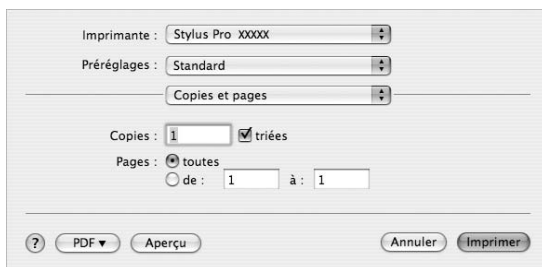 Imprimante : Stylus Pro XXXXX
Préréglages : Standard
Copies et pages
Copies : 1 triées
Pages : toutes
de : 1 à : 1
? PDF Aperçu Annuler Imprimer